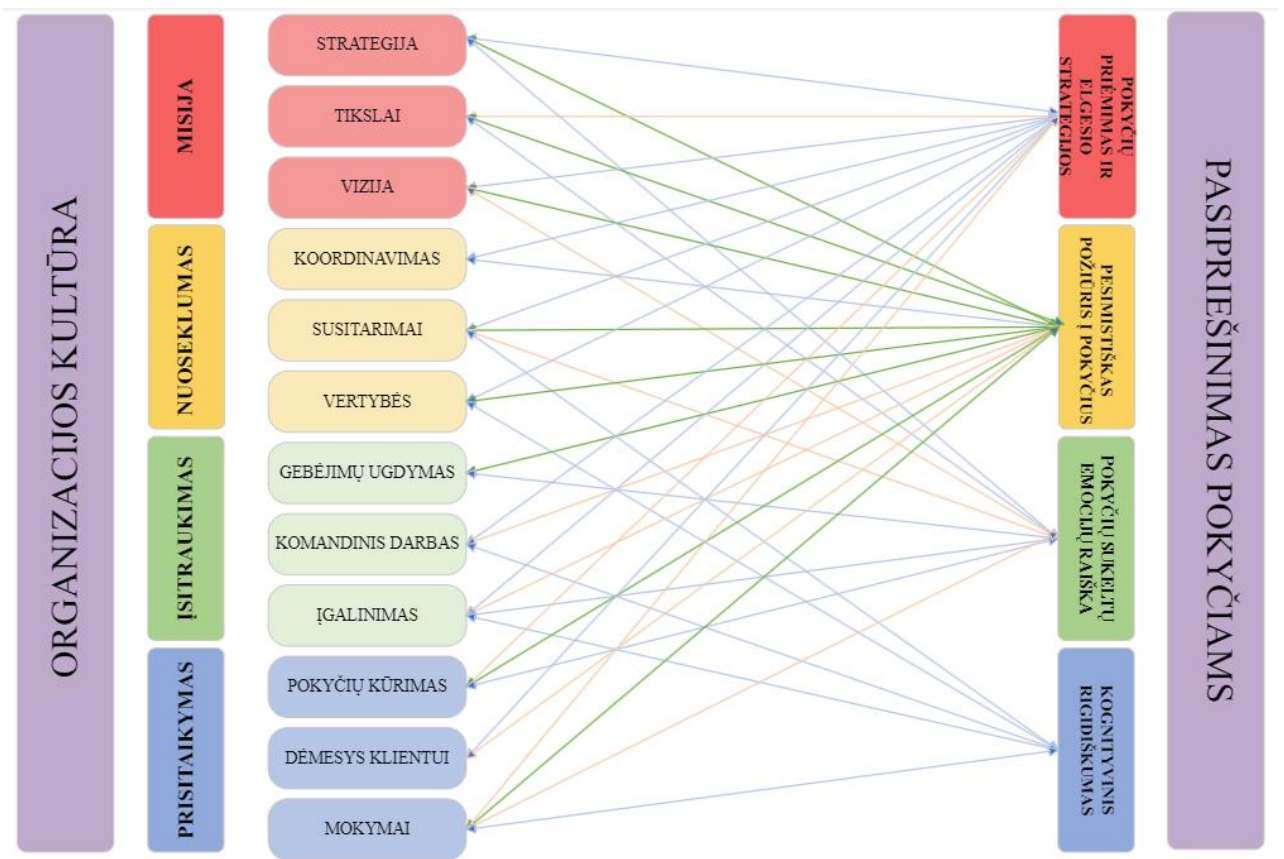 ORGANIZACIJOS KULTŪRA
MISIJA
NUOSEKLUMAS
ĮSITRAUKIMAS
PRISITAIKYMAS
STRATEGIJA
TIKSLAI
VIZIJA
KOORDINAVIMAS
SUSITARIMAI
VERTYBĖS
GEBĖJIMŲ UGDYMAS
KOMANDINIS DARBAS
ĮGALINIMAS
POKYČIŲ KŪRIMAS
DĖMESYS KLIENTUI
MOKYMAI
POKYČIŲ
PRIĖMIMAS IR
ELGESIO
STRATEGIJOS
PESIMISTIŠKAS
POŽIŪRIS Į POKYČIUS
POKYČIŲ SUKELTŲ
EMOCIJŲ RAIŠKA
KOGNITYVINIS
RIGIDIŠKUMAS
PASIPRIEŠINIMAS POKYČIAMS